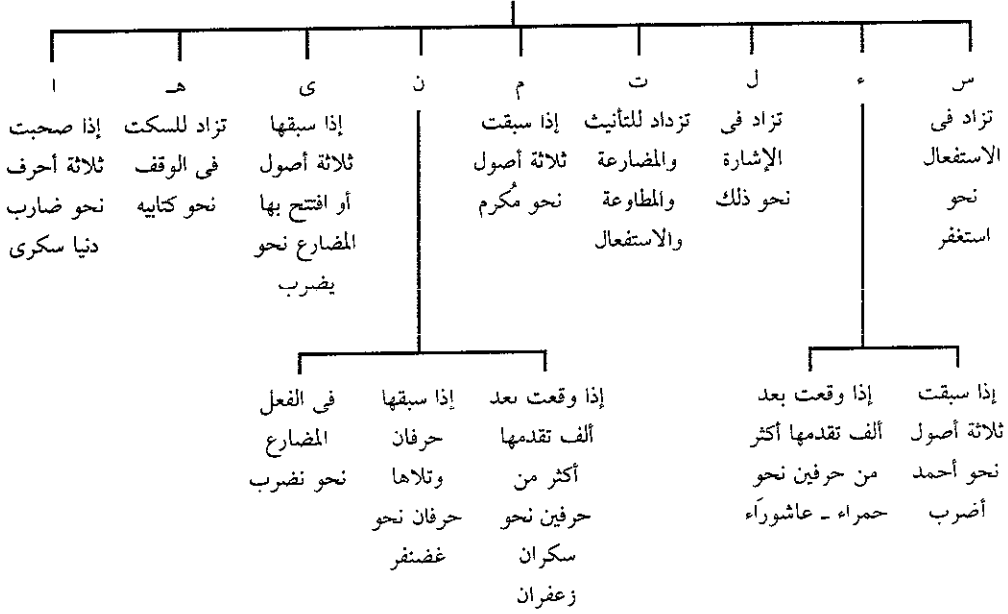 س
تزاد فى
الاستفعال
نحو
استغفر
ء
ل
تزاد فى
الإشارة
نحو ذلك
ت
تزداد للتأنيث
والمضارعة
والمطاوعة
والاستفعال
م
إذا سبقت
ثلاثة أصول
نحو مُكرم
ن
ى
إذا سبقها
ثلاثة أصول
أو افتتح بها
المضارع نحو
يضرب
هـ
تزاد للسكت
فى الوقف
نحو كتابيه
ا
إذا صحبت
ثلاثة أحرف
نحو ضارب
دنيا سكرى
إذا سبقت
ثلاثة أصول
نحو أحمد
أضرب
إذا وقعت بعد
ألف تقدمها أكثر
من حرفين نحو
حمراء ـ عاشورَاء
إذا وقعت بعد
ألف تقدمها
أكثر من
حرفين نحو
سكران
زعفران
إذا سبقها
حرفان
وتلاها
حرفان نحو
غضنفر
فى الفعل
المضارع
نحو نضرب